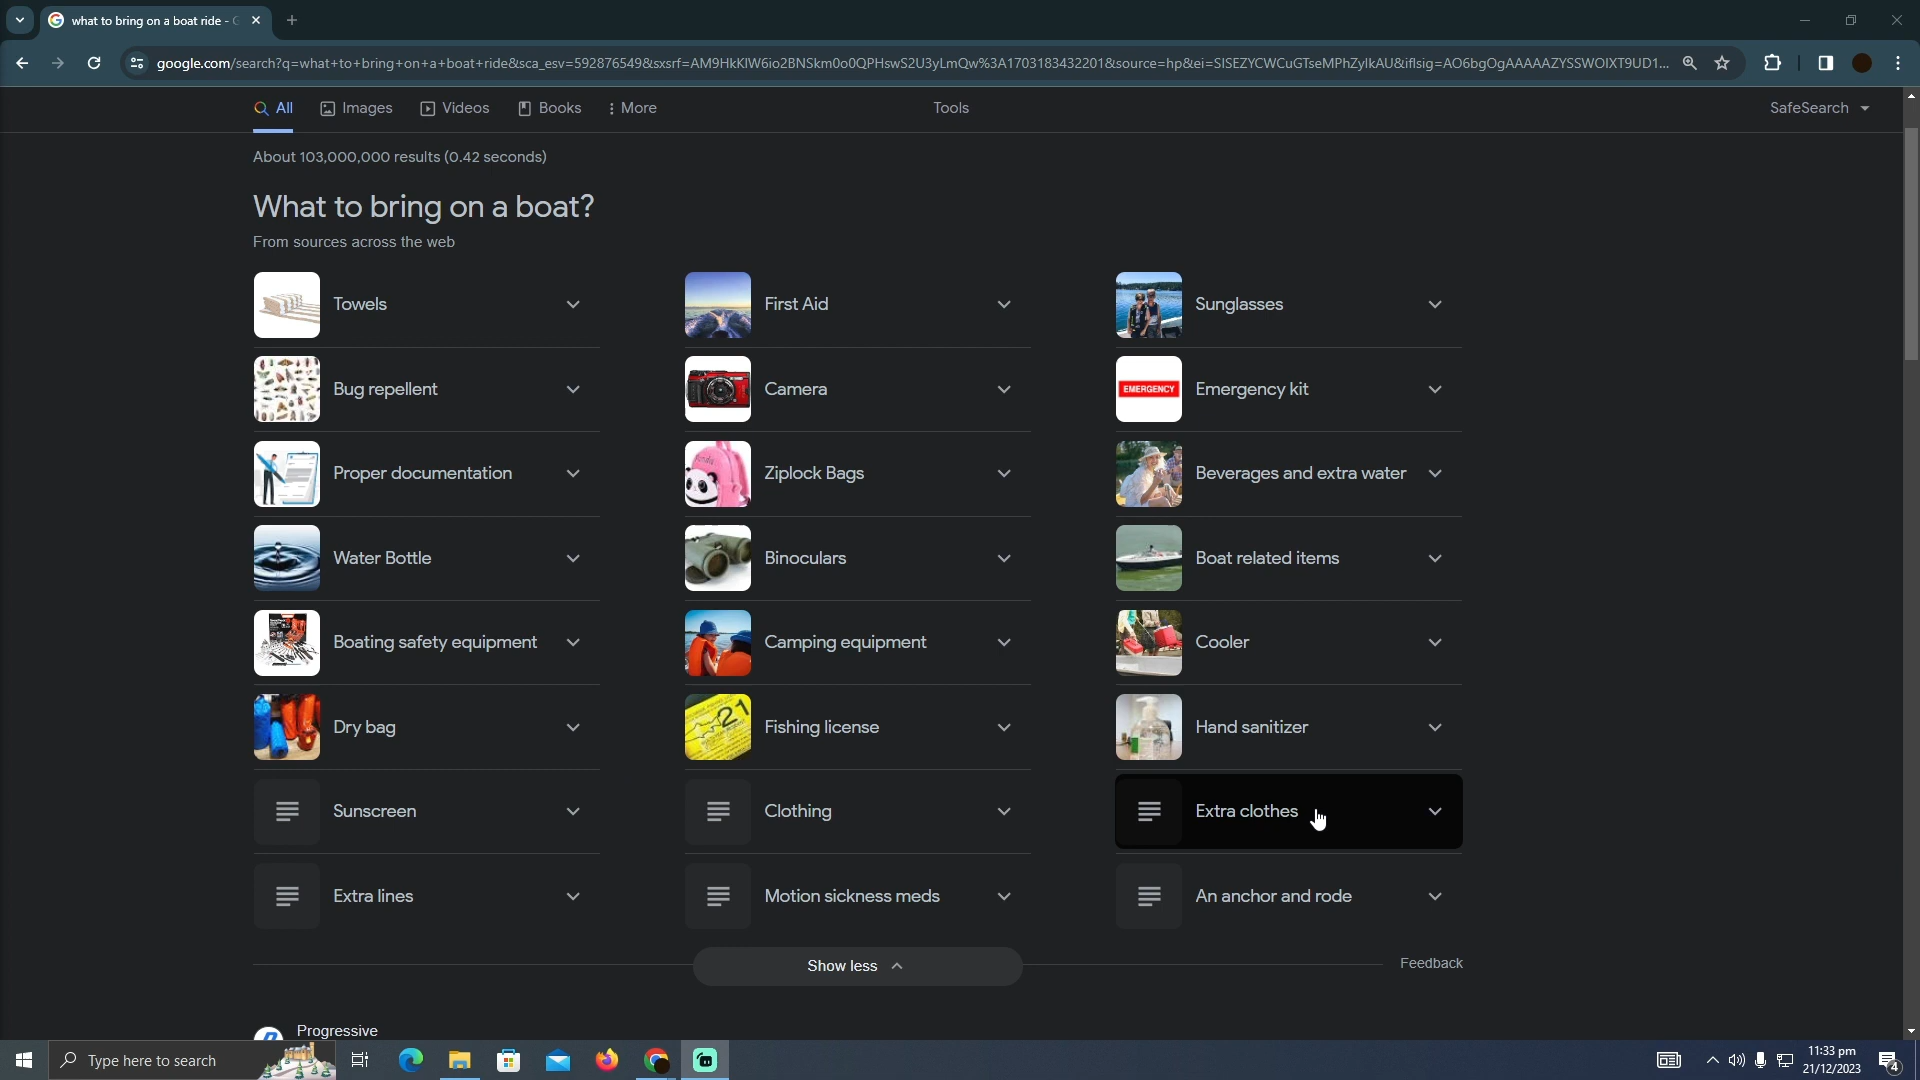 what to bring on a boat ride - G
google.com/search?q=what+to+bring+on+a+boat+ride&sca_esv=592876549&sxsrf=AM9HkKlW6io2BNSkm0o0QPHswS2U3yLmQw%3A1703183432201&source=hp&ei=SISEZYCWCuGTseMPhZylkAU&iflsig=AO6bgOgAAAAAZYSSWOIXT9UD1...
All
Images
Videos
Books
More
Tools
SafeSearch
About 103,000,000 results (0.42 seconds)
What to bring on a boat?
From sources across the web
Towels
First Aid
Sunglasses
Bug repellent
Camera
EMERGENCY
Emergency kit
Proper documentation
Ziplock Bags
Beverages and extra water
Water Bottle
Binoculars
Boat related items
Boating safety equipment
Camping equipment
Cooler
Dry bag
21
Fishing license
Hand sanitizer
Sunscreen
Clothing
Extra clothes
Extra lines
Motion sickness meds
An anchor and rode
Show less
Feedback
Progressive
Type here to search
11:33 pm
21/12/2023
4